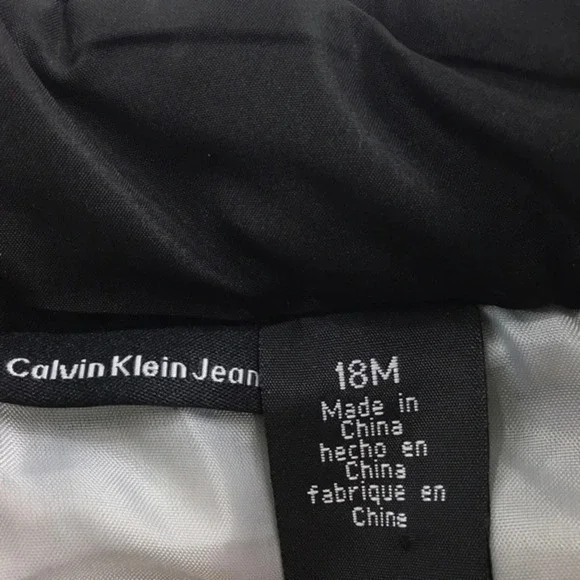 Calvin Klein Jean
18M
Made in
China
hecho en
China
fabrique en
Chine